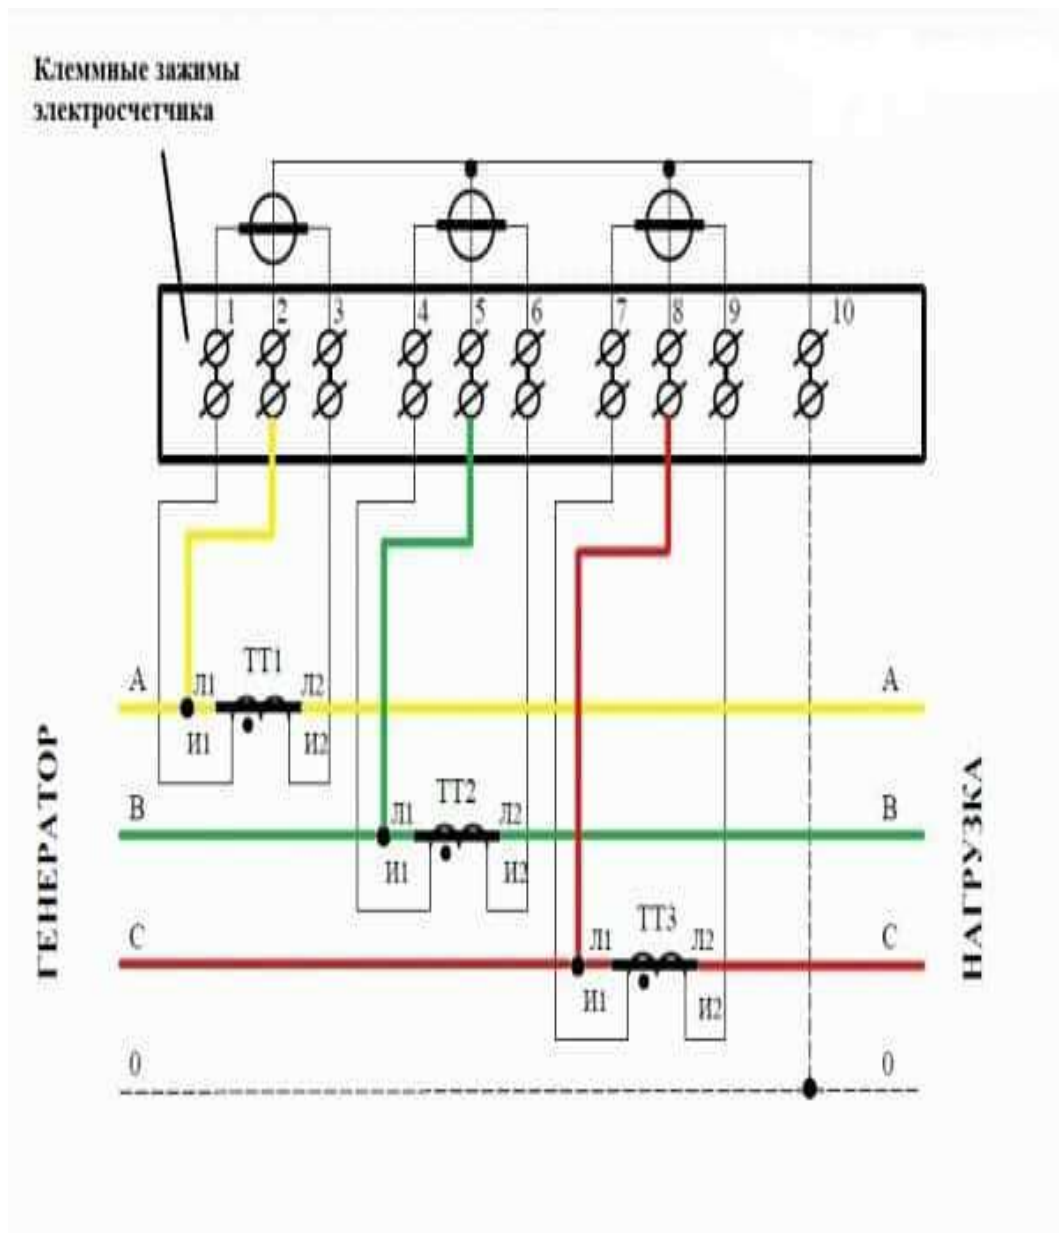 Клеммные зажимы
электросчетчика
1 2 3 4 5 6 7 8 9 10
ТТ1
А Л1 Л2 А
И1 И2
ТТ2
В Л1 Л2 В
И1 И2
ТТ3
С Л1 Л2 С
И1 И2
0 0
ГЕНЕРАТОР
НАГРУЗКА